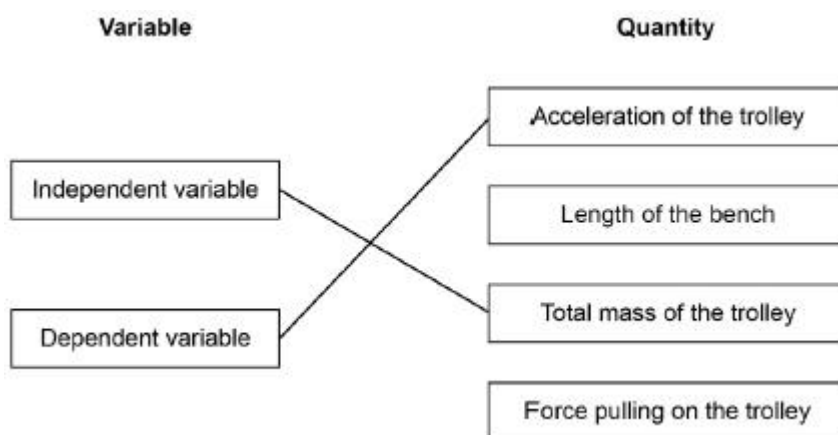 Variable
Quantity
Acceleration of the trolley
Independent variable
Length of the bench
Total mass of the trolley
Dependent variable
Force pulling on the trolley